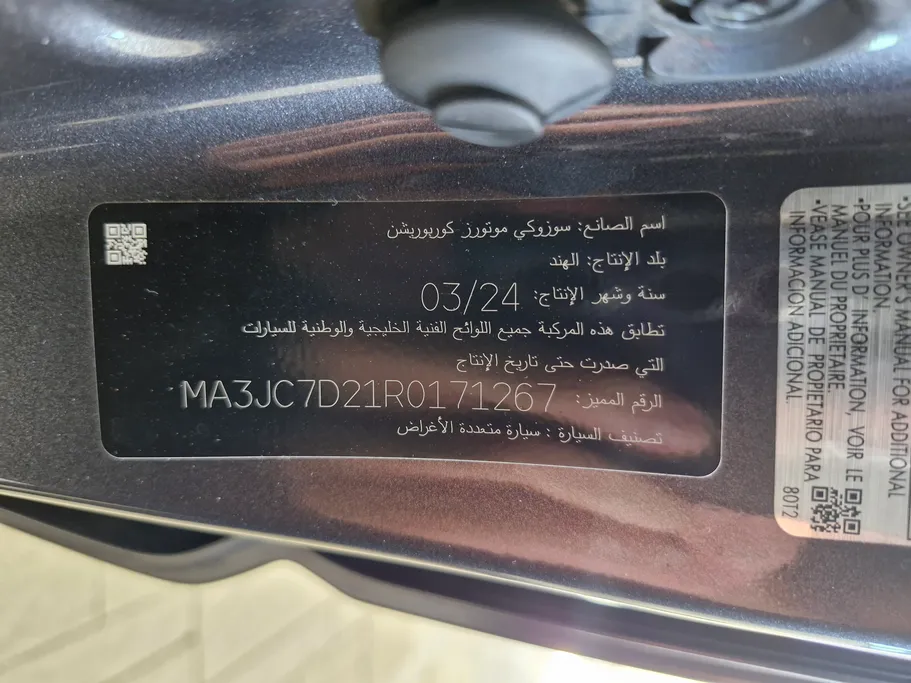 اسم الصانع: سوزوكي موتورز كوربوريشن
بلد الإنتاج: الهند
سنة وشهر الإنتاج: 03/24
تطابق هذه المركبة جميع اللوائح الفنية الخليجية والوطنية للسيارات
التي صدرت حتى تاريخ الإنتاج
الرقم المميز: MA3JC7D21R0171267
تصنيف السيارة : سيارة متعددة الأغراض
•SEE OWNER'S MANUAL FOR ADDITIONAL
INFORMATION.
•POUR PLUS D' INFORMATION, VOIR LE
MANUEL DU PROPRIETAIRE.
•VEASE MANUAL DE PROPIETARIO PARA
INFORMACION ADICIONAL.
80T2